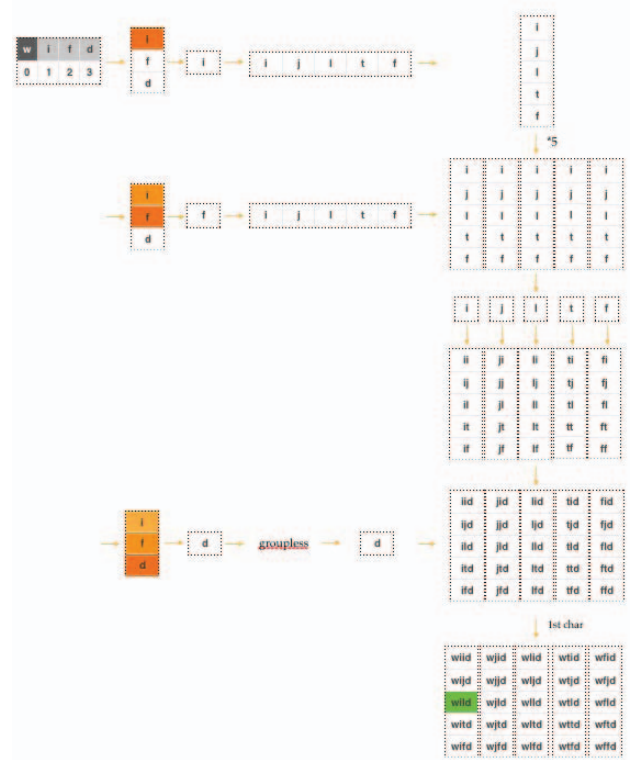 w i f d
0 1 2 3
i
f
d
i
i j l t f
i
j
l
t
f
*5
i
f
d
f
i j l t f
i i i i i
j j j j j
l l l l l
t t t t t
f f f f f
i j l t f
ii ji li ti fi
ij jj lj tj fj
il jl ll tl fl
it jt lt tt ft
if jf lf tf ff
i
f
d
d
groupless
d
iid jid lid tid fid
ijd jjd ljd tjd fjd
ild jld lld tld fld
itd jtd ltd ttd ftd
ifd jfd lfd tfd ffd
1st char
wiid wjid wlid wtid wfid
wijd wjjd wljd wtjd wfjd
wild wjld wlld wtld wfld
witd wjtd wltd wttd wftd
wifd wjfd wlfd wtfd wffd